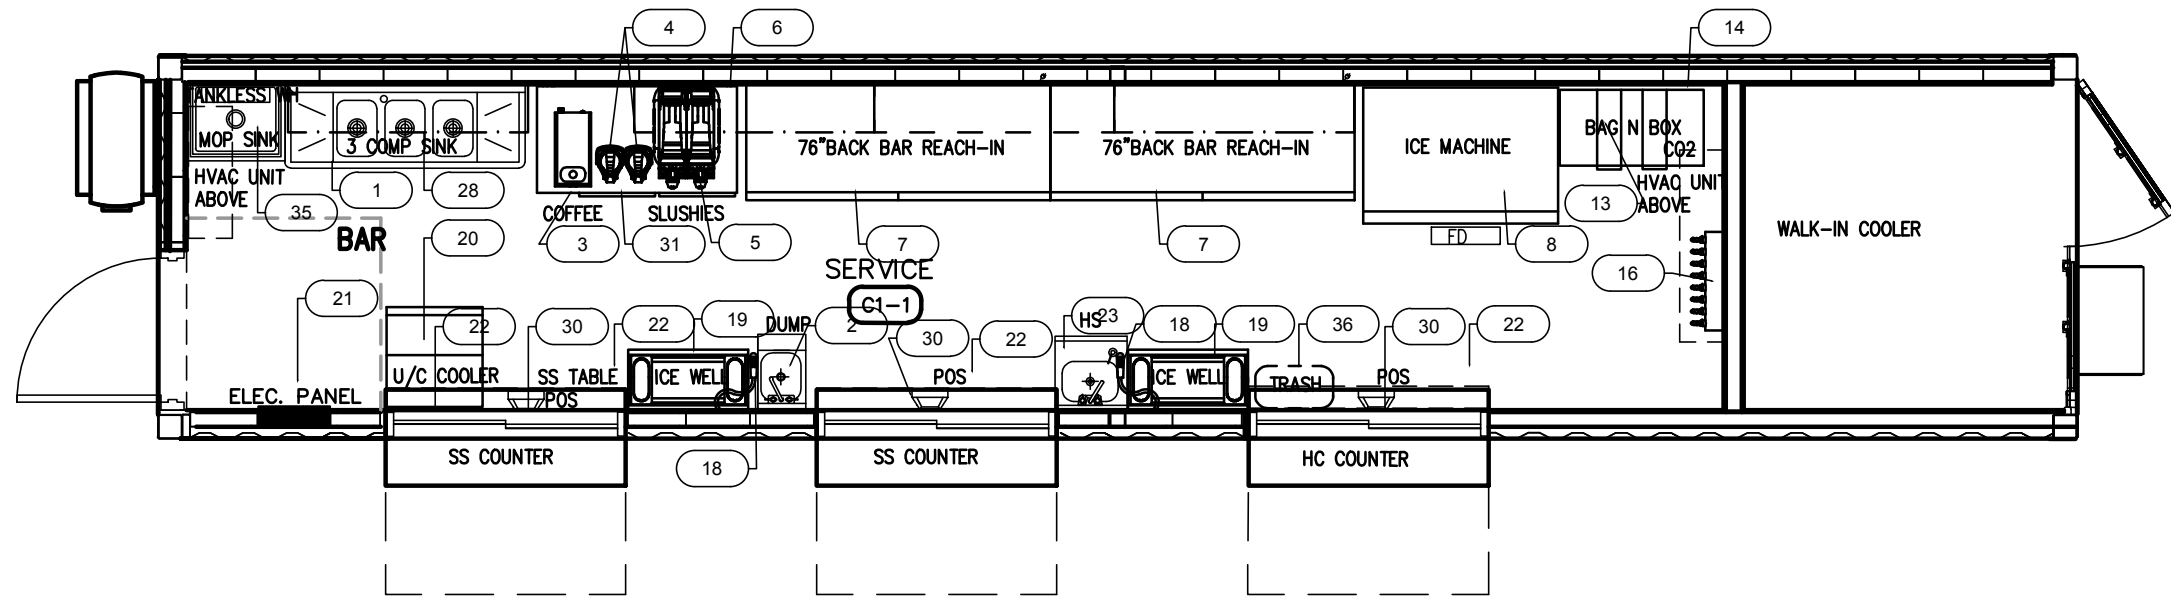 4
6
14
ANKLESS WH
MOP SINK
3 COMP SINK
76"BACK BAR REACH-IN
76"BACK BAR REACH-IN
ICE MACHINE
BAG N BOX
CO2
HVAC UNIT
ABOVE
1
28
HVAC UNIT
ABOVE
35
COFFEE
SLUSHIES
13
BAR
20
3
31
5
7
7
FD
8
WALK-IN COOLER
SERVICE
16
21
C1-1
22
30
22
19
DUMP
2
30
22
HS
23
18
19
36
30
22
U/C COOLER
SS TABLE
ICE WELL
POS
ICE WELL
TRASH
POS
ELEC. PANEL
POS
SS COUNTER
18
SS COUNTER
HC COUNTER